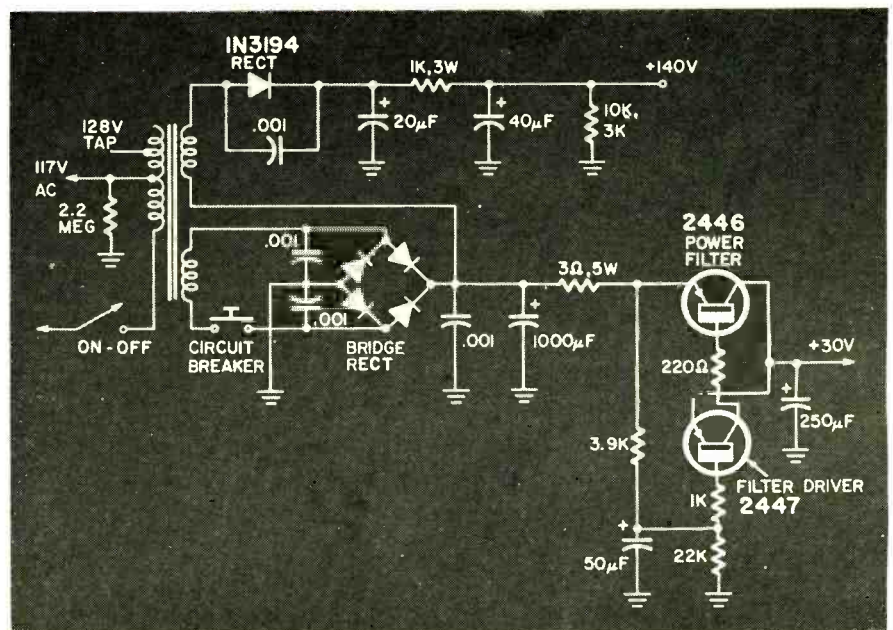 1N3194
RECT
1K,3W
+140V
128V
TAP
.001
20µF
40µF
10K,
3K
117V
AC
2.2
MEG
.001
.001
2446
POWER
FILTER
3Ω,5W
+30V
ON-OFF
CIRCUIT
BREAKER
BRIDGE
RECT
.001
1000µF
220Ω
250µF
3.9K
1K
FILTER DRIVER
2447
50µF
22K